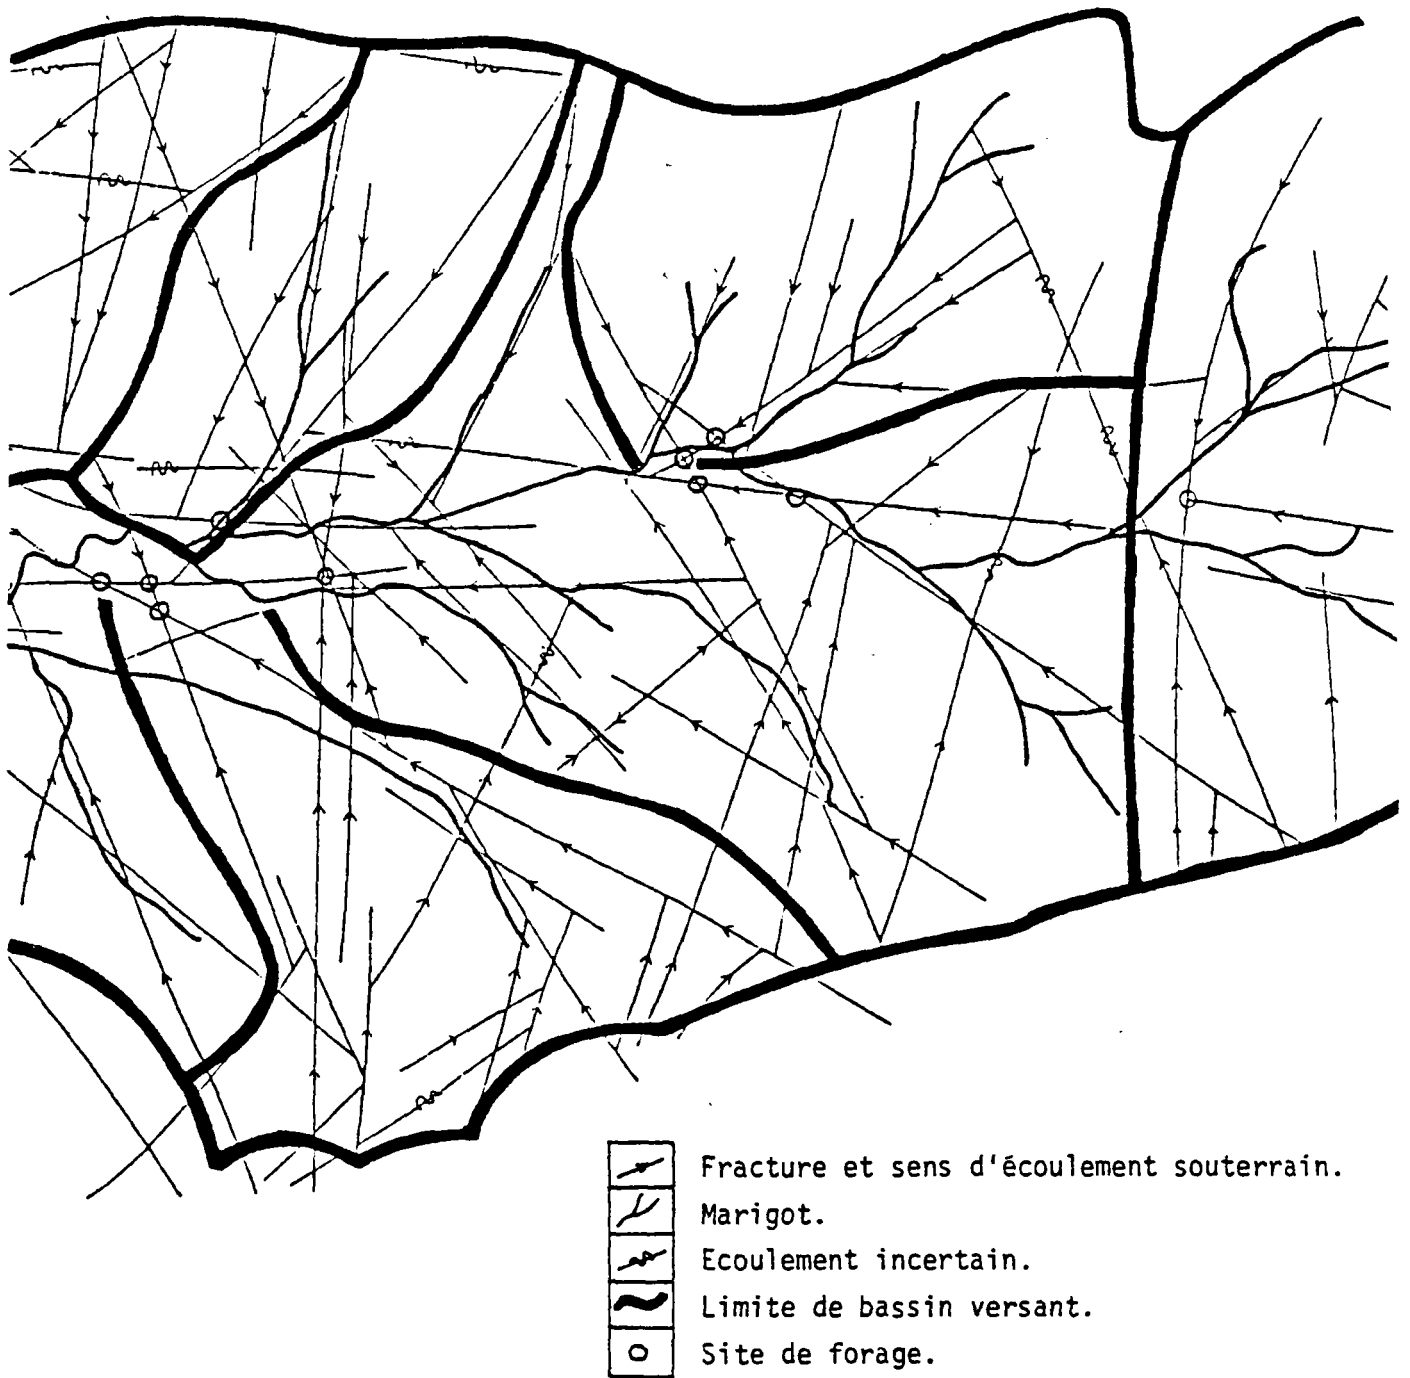 Fracture et sens d'écoulement souterrain.
Marigot.
Ecoulement incertain.
Limite de bassin versant.
Site de forage.